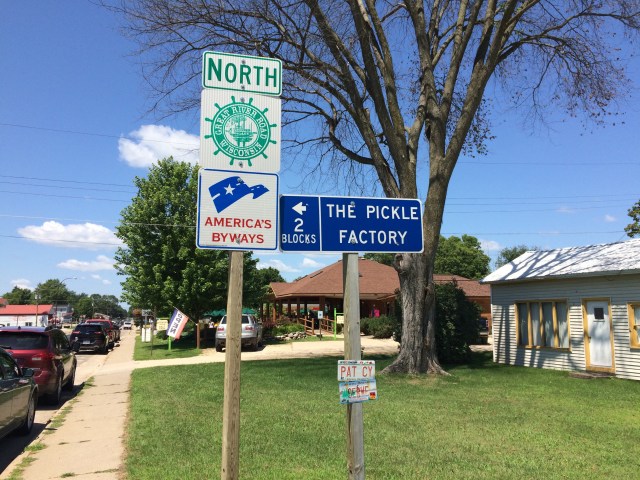 NORTH
GREAT RIVER ROAD
WISCONSIN
AMERICA'S
BYWAYS
2
BLOCKS
THE PICKLE
FACTORY
PAT CY